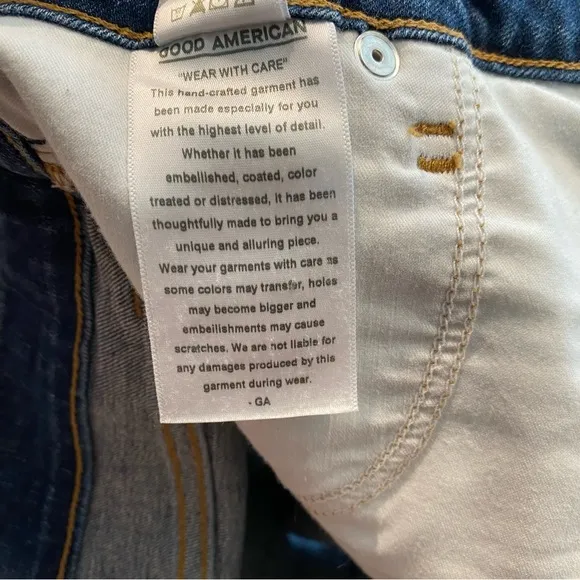 GOOD AMERICAN
"WEAR WITH CARE"
This hand-crafted garment has
been made especially for you
with the highest level of detail.
Whether it has been
embellished, coated, color
treated or distressed, it has been
thoughtfully made to bring you a
unique and alluring piece.
Wear your garments with care as
some colors may transfer, holes
may become bigger and
embellishments may cause
scratches. We are not liable for
any damages produced by this
garment during wear.
- GA